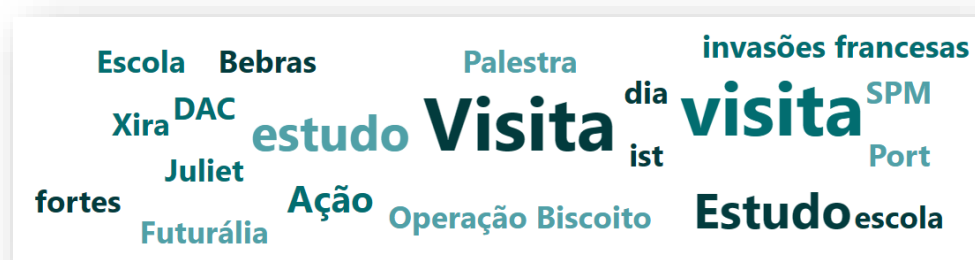 invasões francesas
Escola Bebras Palestra
dia visita SPM
Xira DAC estudo Visita
ist Port
Juliet
fortes Ação Operação Biscoito Estudo escola
Futurália